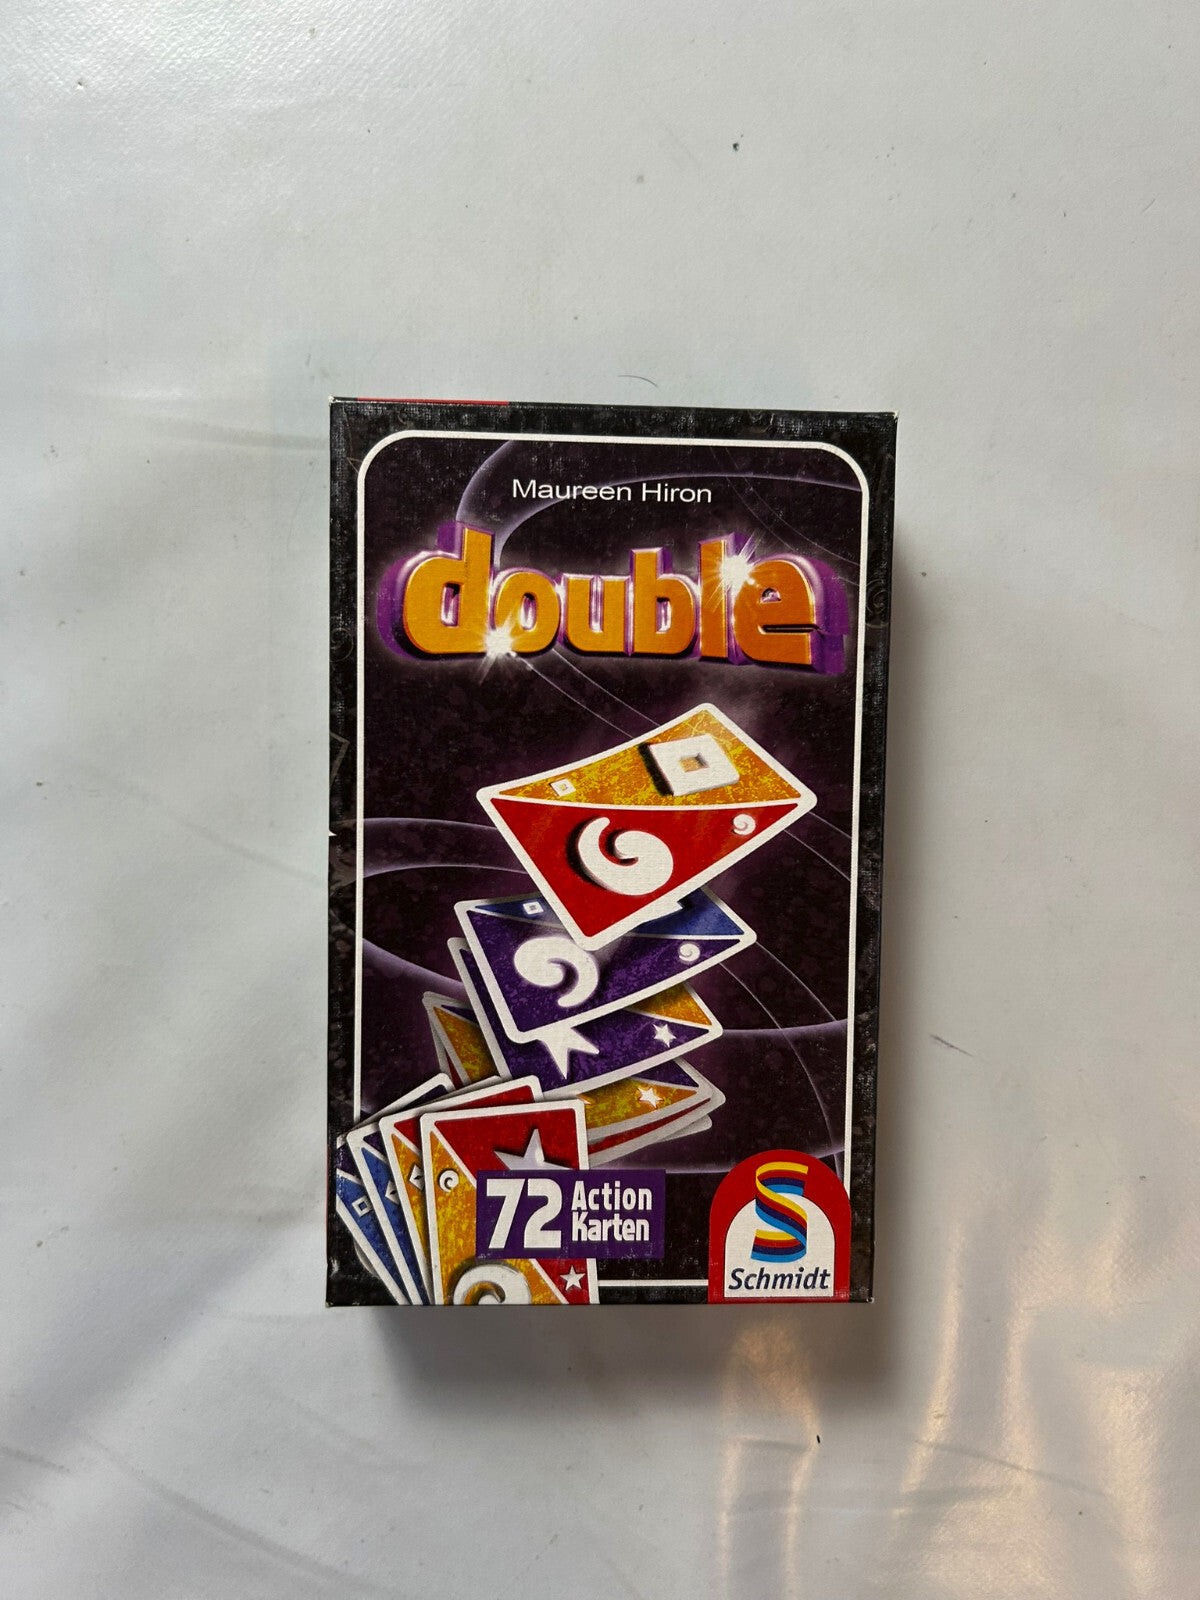 Maureen Hiron
double
72 Action
Karten
Schmidt